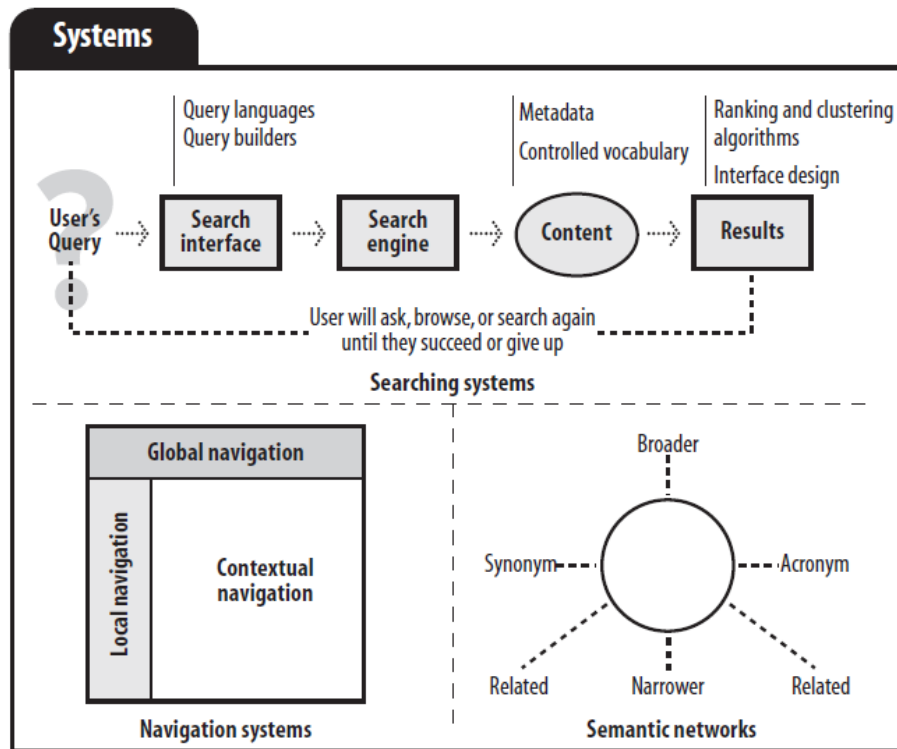 Systems
Query languages
Query builders
Metadata
Controlled vocabulary
Ranking and clustering
algorithms
Interface design
?
User's
Query
Search
interface
Search
engine
Content
Results
User will ask, browse, or search again
until they succeed or give up
Searching systems
Global navigation
Local navigation
Contextual
navigation
Navigation systems
Broader
Synonym
Acronym
Related
Narrower
Related
Semantic networks